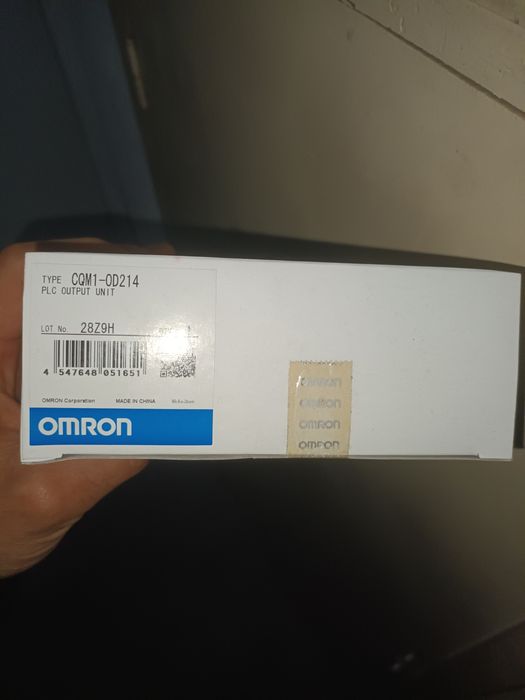 TYPE CQM1-OD214
PLC OUTPUT UNIT
LOT No. 28Z9H
4 547648 051651
OMRON Corporation MADE IN CHINA
OMRON
OMRON
OMRON
OMRON
OMRON